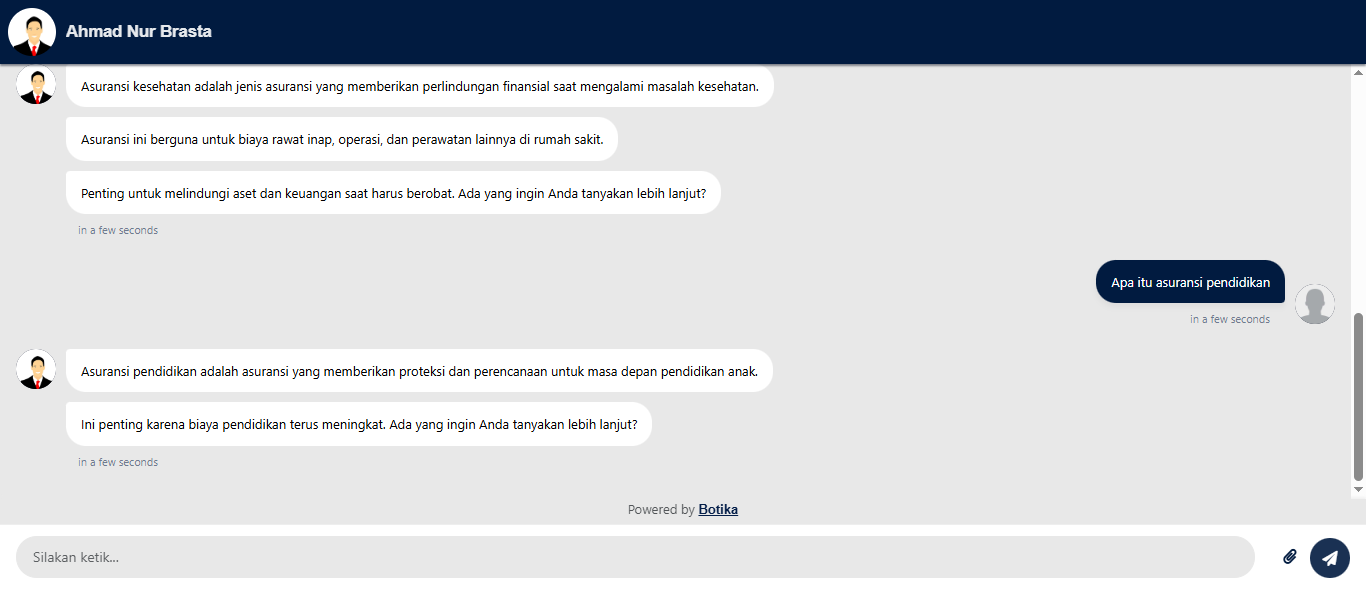 Ahmad Nur Brasta
Asuransi kesehatan adalah jenis asuransi yang memberikan perlindungan finansial saat mengalami masalah kesehatan.
Asuransi ini berguna untuk biaya rawat inap, operasi, dan perawatan lainnya di rumah sakit.
Penting untuk melindungi aset dan keuangan saat harus berobat. Ada yang ingin Anda tanyakan lebih lanjut?
in a few seconds
Apa itu asuransi pendidikan
in a few seconds
Asuransi pendidikan adalah asuransi yang memberikan proteksi dan perencanaan untuk masa depan pendidikan anak.
Ini penting karena biaya pendidikan terus meningkat. Ada yang ingin Anda tanyakan lebih lanjut?
in a few seconds
Powered by Botika
Silakan ketik...